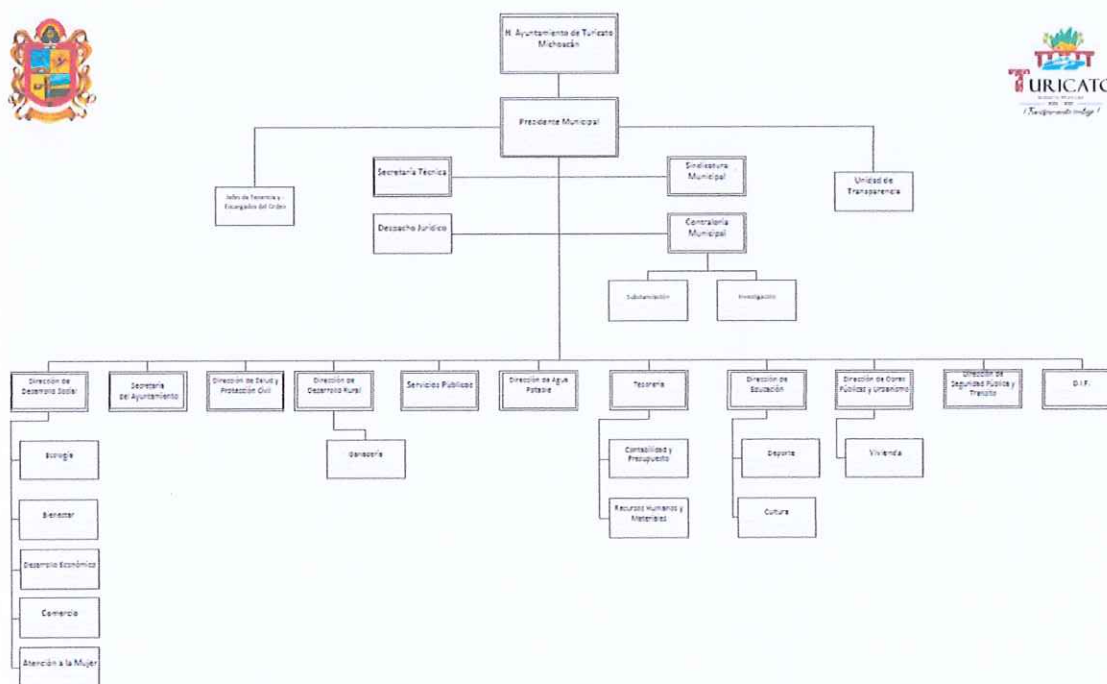 H. Ayuntamiento de Turicato
Michoacán
TURICATO
Presidente Municipal
Jefes de Tenencia y
Encargados del Orden
Secretaría Técnica
Sindicatura
Municipal
Unidad de
Transparencia
Despacho Jurídico
Contraloría
Municipal
Substanciación
Investigación
Dirección de
Desarrollo Social
Secretaría
del Ayuntamiento
Dirección de Salud y
Protección Civil
Dirección de
Desarrollo Rural
Servicios Públicos
Dirección de Agua
Potable
Tesorería
Dirección de
Educación
Dirección de Obras
Públicas y Urbanismo
Dirección de
Seguridad Pública y
Tránsito
D.I.F.
Ecología
Ganadería
Contabilidad y
Presupuesto
Deporte
Vivienda
Bienestar
Recursos Humanos y
Materiales
Cultura
Desarrollo Económico
Comercio
Atención a la Mujer